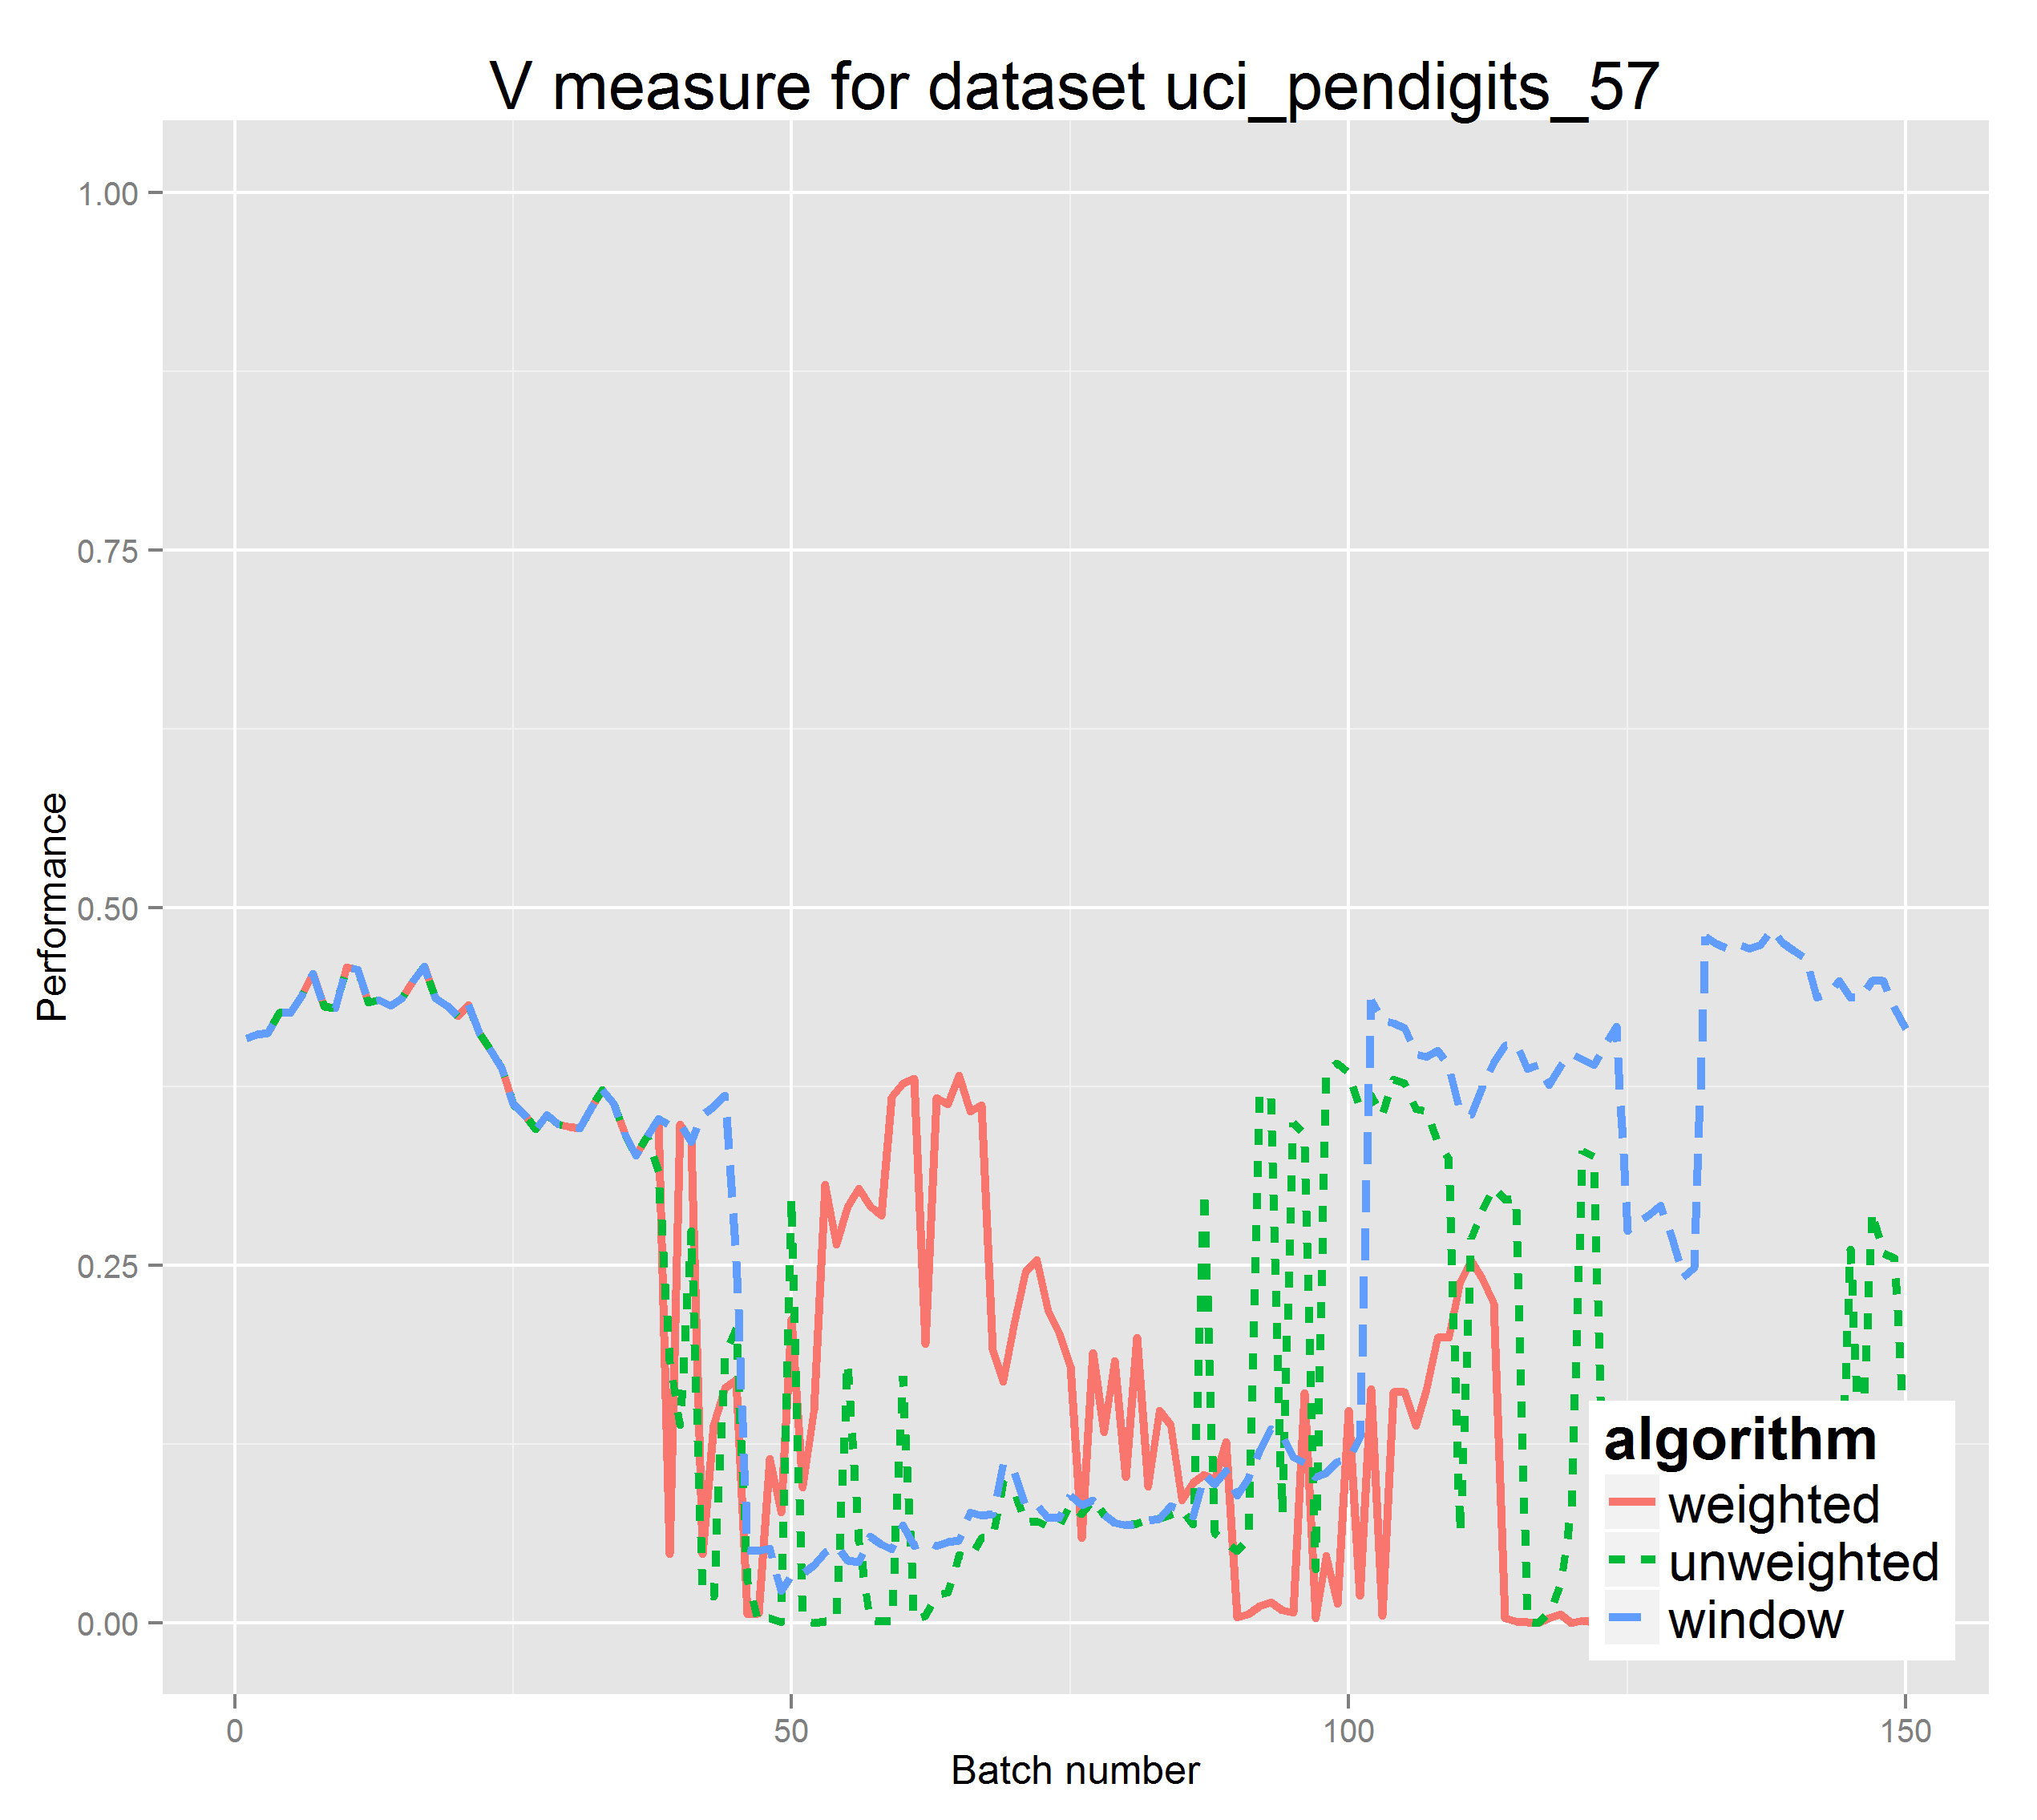 V measure for dataset uci_pendigits_57
1.00
0.75
0.50
0.25
0.00
Performance
algorithm
weighted
unweighted
window
0
50
100
150
Batch number